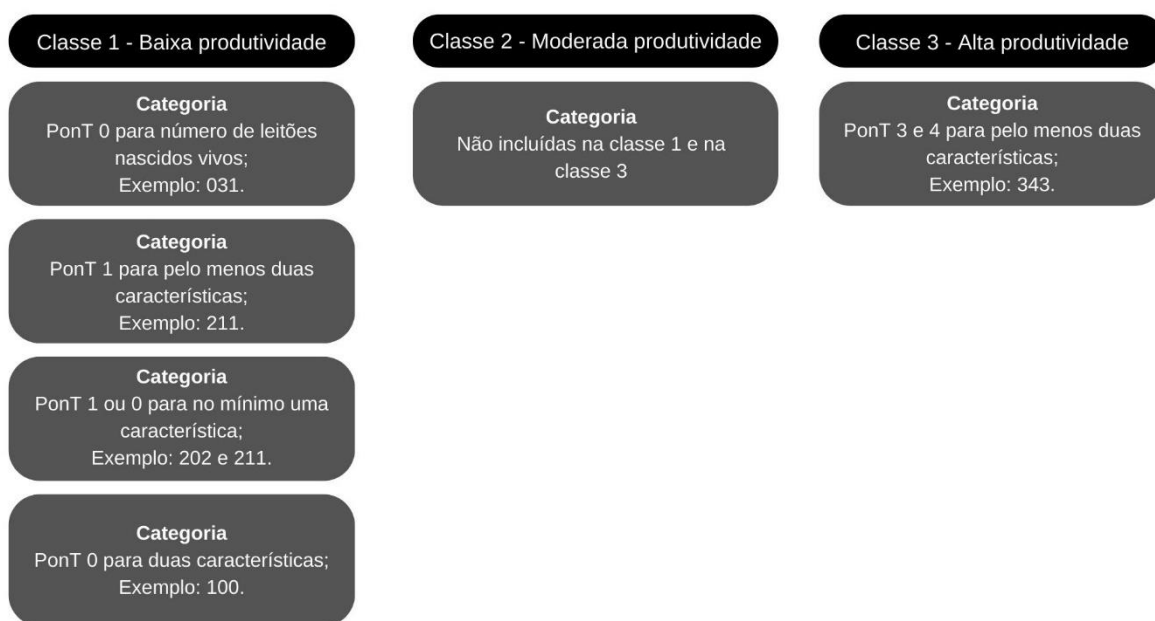 Classe 1 - Baixa produtividade
Categoria
PonT 0 para número de leitões
nascidos vivos;
Exemplo: 031.
Categoria
PonT 1 para pelo menos duas
características;
Exemplo: 211.
Categoria
PonT 1 ou 0 para no mínimo uma
característica;
Exemplo: 202 e 211.
Categoria
PonT 0 para duas características;
Exemplo: 100.
Classe 2 - Moderada produtividade
Categoria
Não incluídas na classe 1 e na
classe 3
Classe 3 - Alta produtividade
Categoria
PonT 3 e 4 para pelo menos duas
características;
Exemplo: 343.